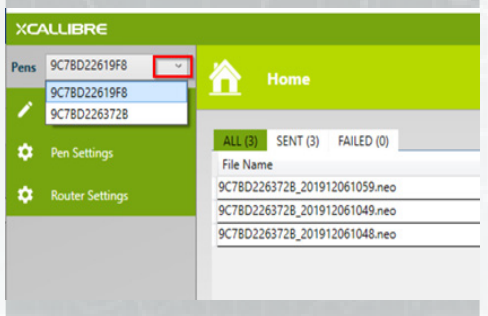 XCALLIBRE
Pens 9C7BD22619F8
9C7BD22619F8
9C7BD226372B
Home
Pen Settings
Router Settings
ALL (3) SENT (3) FAILED (0)
File Name
9C7BD226372B_201912061059.neo
9C7BD226372B_201912061049.neo
9C7BD226372B_201912061048.neo